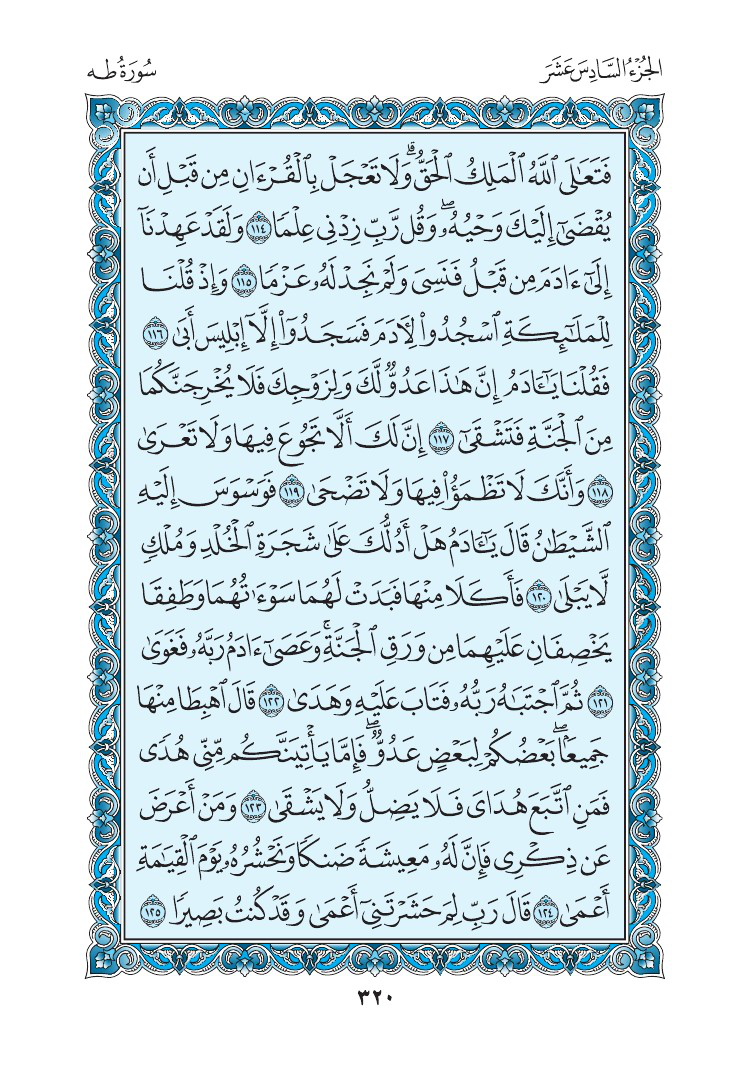 الجُزْءُ السَّادِسَ عَشَرَ
سُورَةُ طه
فَتَعَٰلَى ٱللَّهُ ٱلْمَلِكُ ٱلْحَقُّۗ وَلَا تَعْجَلْ بِٱلْقُرْءَانِ مِن قَبْلِ أَن
يُقْضَىٰٓ إِلَيْكَ وَحْيُهُۥۖ وَقُل رَّبِّ زِدْنِى عِلْمًا ١١٤ وَلَقَدْ عَهِدْنَآ
إِلَىٰٓ ءَادَمَ مِن قَبْلُ فَنَسِىَ وَلَمْ نَجِدْ لَهُۥ عَزْمًا ١١٥ وَإِذْ قُلْنَا
لِلْمَلَٰٓئِكَةِ ٱسْجُدُوا۟ لِءَادَمَ فَسَجَدُوٓا۟ إِلَّآ إِبْلِيسَ أَبَىٰ ١١٦
فَقُلْنَا يَٰٓـَٔادَمُ إِنَّ هَٰذَا عَدُوٌّ لَّكَ وَلِزَوْجِكَ فَلَا يُخْرِجَنَّكُمَا
مِنَ ٱلْجَنَّةِ فَتَشْقَىٰٓ ١١٧ إِنَّ لَكَ أَلَّا تَجُوعَ فِيهَا وَلَا تَعْرَىٰ
١١٨ وَأَنَّكَ لَا تَظْمَؤُا۟ فِيهَا وَلَا تَضْحَىٰ ١١٩ فَوَسْوَسَ إِلَيْهِ
ٱلشَّيْطَٰنُ قَالَ يَٰٓـَٔادَمُ هَلْ أَدُلُّكَ عَلَىٰ شَجَرَةِ ٱلْخُلْدِ وَمُلْكٍ
لَّا يَبْلَىٰ ١٢٠ فَأَكَلَا مِنْهَا فَبَدَتْ لَهُمَا سَوْءَٰتُهُمَا وَطَفِقَا
يَخْصِفَانِ عَلَيْهِمَا مِن وَرَقِ ٱلْجَنَّةِۚ وَعَصَىٰٓ ءَادَمُ رَبَّهُۥ فَغَوَىٰ
١٢١ ثُمَّ ٱجْتَبَٰهُ رَبُّهُۥ فَتَابَ عَلَيْهِ وَهَدَىٰ ١٢٢ قَالَ ٱهْبِطَا مِنْهَا
جَمِيعًۢاۖ بَعْضُكُمْ لِبَعْضٍ عَدُوٌّۖ فَإِمَّا يَأْتِيَنَّكُم مِّنِّى هُدًى
فَمَنِ ٱتَّبَعَ هُدَاىَ فَلَا يَضِلُّ وَلَا يَشْقَىٰ ١٢٣ وَمَنْ أَعْرَضَ
عَن ذِكْرِى فَإِنَّ لَهُۥ مَعِيشَةً ضَنكًا وَنَحْشُرُهُۥ يَوْمَ ٱلْقِيَٰمَةِ
أَعْمَىٰ ١٢٤ قَالَ رَبِّ لِمَ حَشَرْتَنِىٓ أَعْمَىٰ وَقَدْ كُنتُ بَصِيرًا ١٢٥
٣٢٠